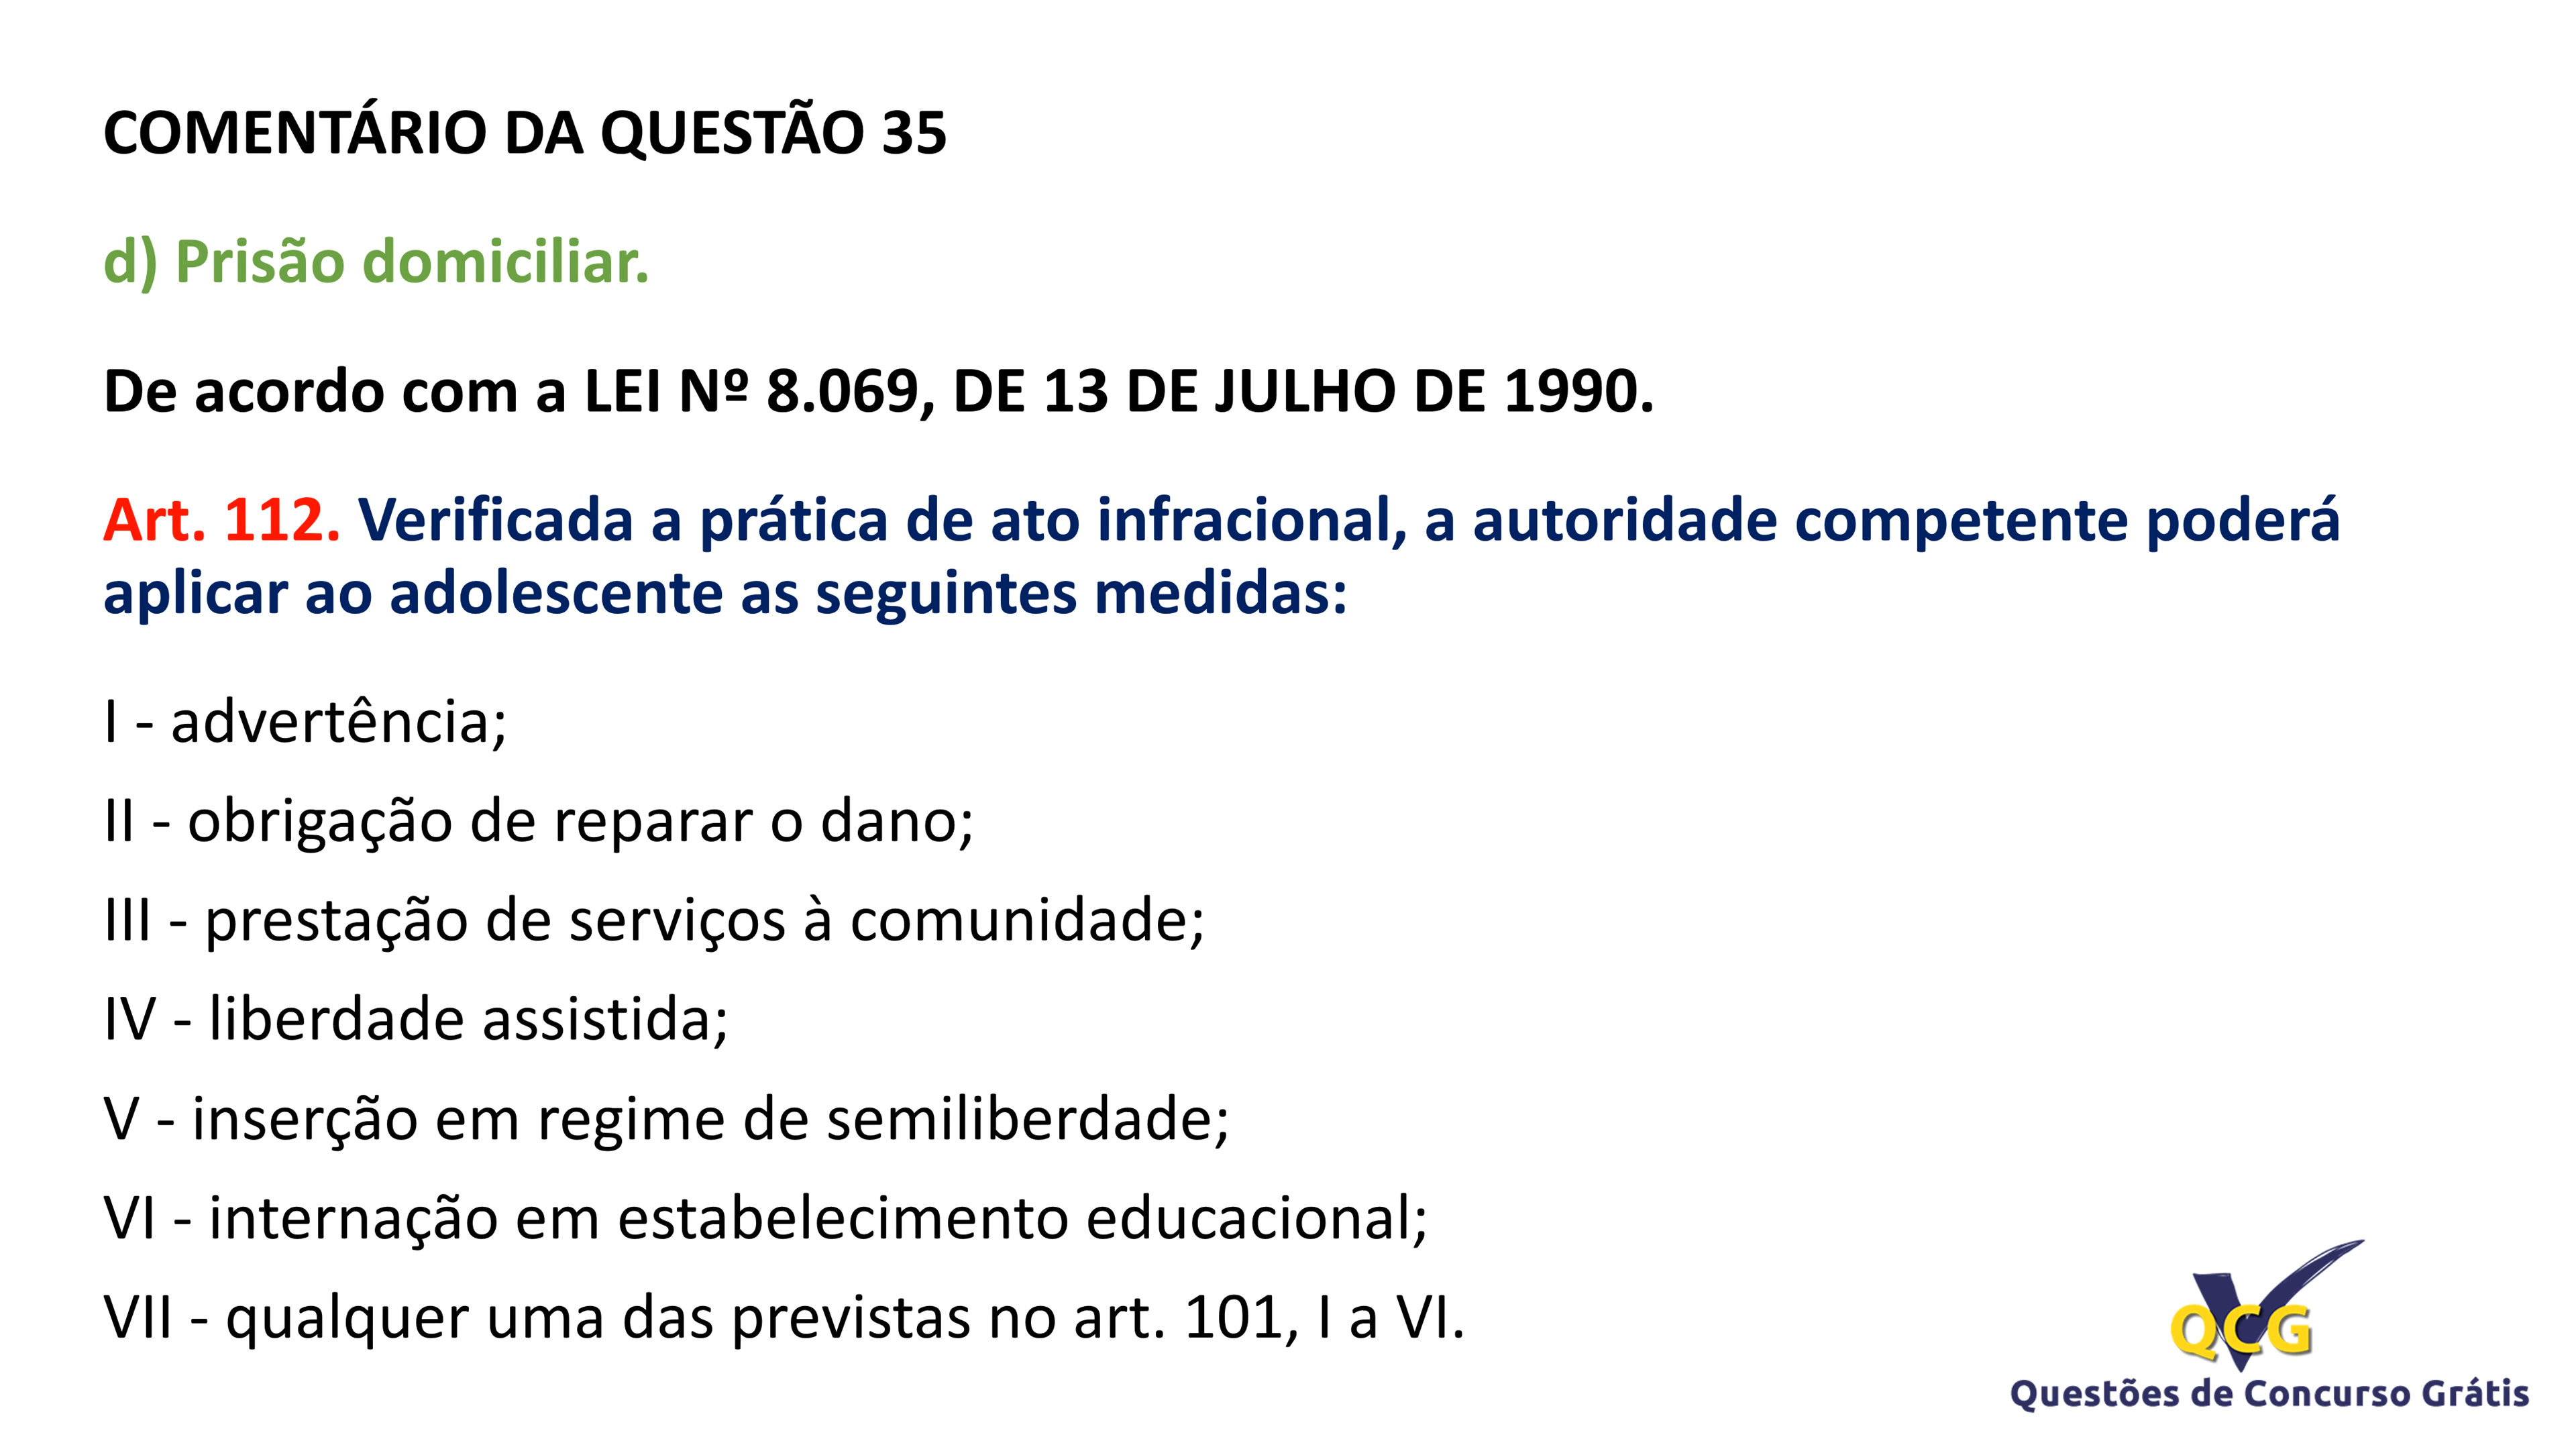 COMENTÁRIO DA QUESTÃO 35
d) Prisão domiciliar.
De acordo com a LEI Nº 8.069, DE 13 DE JULHO DE 1990.
Art. 112. Verificada a prática de ato infracional, a autoridade competente poderá
aplicar ao adolescente as seguintes medidas:
I - advertência;
II - obrigação de reparar o dano;
III - prestação de serviços à comunidade;
IV - liberdade assistida;
V - inserção em regime de semiliberdade;
VI - internação em estabelecimento educacional;
VII - qualquer uma das previstas no art. 101, I a VI.
QCG
Questões de Concurso Grátis